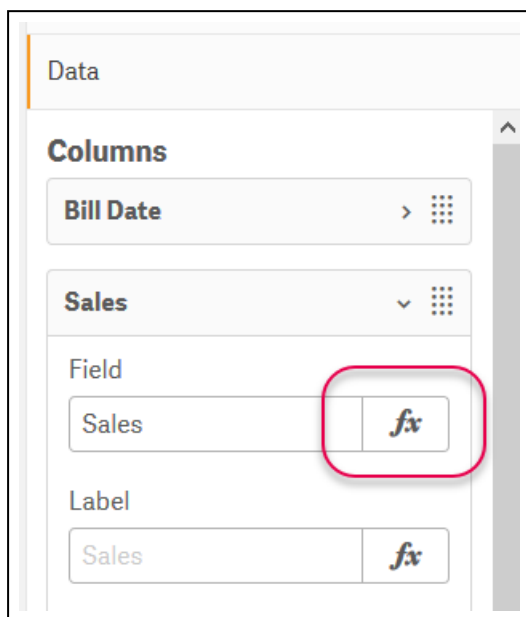 Data
Columns
Bill Date
Sales
Field
Sales fx
Label
Sales fx